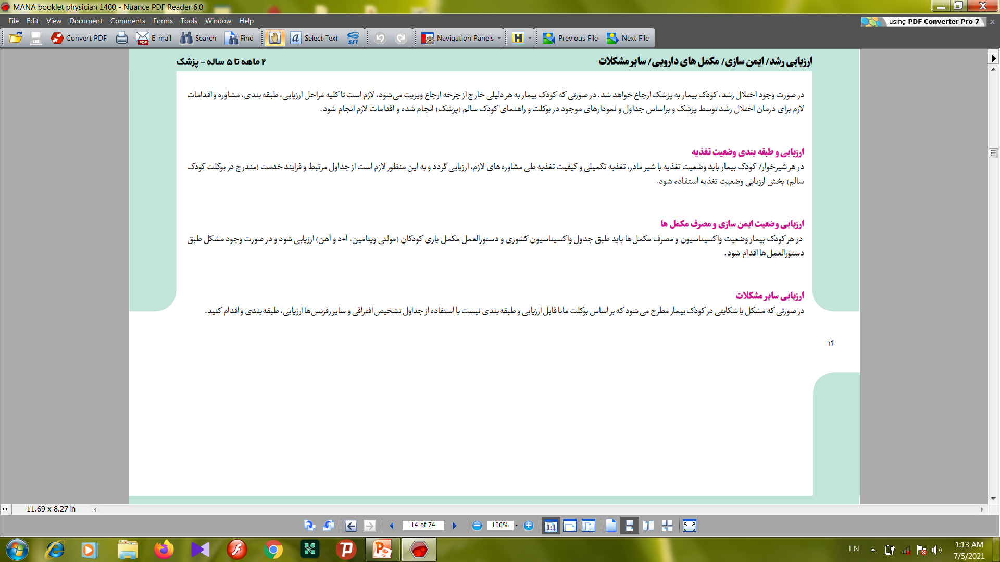 MANA booklet physician 1400 - Nuance PDF Reader 6.0
File Edit View Document Comments Forms Tools Window Help
using PDF Converter Pro 7 x
Convert PDF E-mail Search Find a Select Text SET Navigation Panels H Previous File Next File
ارزیابی رشد/ ایمن سازی/ مکمل های دارویی/ سایر مشکلات
۲ ماهه تا ۵ ساله - پزشک
در صورت وجود اختلال رشد، کودک بیمار به پزشک ارجاع خواهد شد. در صورتی که کودک بیمار به هر دلیلی خارج از چرخه ارجاع ویزیت می‌شود، لازم است تا کلیه مراحل ارزیابی، طبقه بندی، مشاوره و اقدامات
لازم برای درمان اختلال رشد توسط پزشک و براساس جداول و نمودارهای موجود در بوکلت و راهنمای کودک سالم (پزشک) انجام شده و اقدامات لازم انجام شود.
ارزیابی و طبقه بندی وضعیت تغذیه
در هر شیرخوار/ کودک بیمار باید وضعیت تغذیه با شیر مادر، تغذیه تکمیلی و کیفیت تغذیه طی مشاوره های لازم، ارزیابی گردد و به این منظور لازم است از جداول مرتبط و فرایند خدمت (مندرج در بوکلت کودک
سالم) بخش ارزیابی وضعیت تغذیه استفاده شود.
ارزیابی وضعیت ایمن سازی و مصرف مکمل ها
در هر کودک بیمار وضعیت واکسیناسیون و مصرف مکمل‌ها باید طبق جدول واکسیناسیون کشوری و دستورالعمل مکمل یاری کودکان (مولتی ویتامین، آ+د و آهن) ارزیابی شود و در صورت وجود مشکل طبق
دستورالعمل‌ها اقدام شود.
ارزیابی سایر مشکلات
در صورتی که مشکل یا شکایتی در کودک بیمار مطرح می شود که بر اساس بوکلت مانا قابل ارزیابی و طبقه‌بندی نیست با استفاده از جداول تشخیص افتراقی و سایر رفرنس‌ها ارزیابی، طبقه‌بندی و اقدام کنید.
۱۴
11.69 x 8.27 in
14 of 74 100% 1:1
EN 1:13 AM
7/5/2021